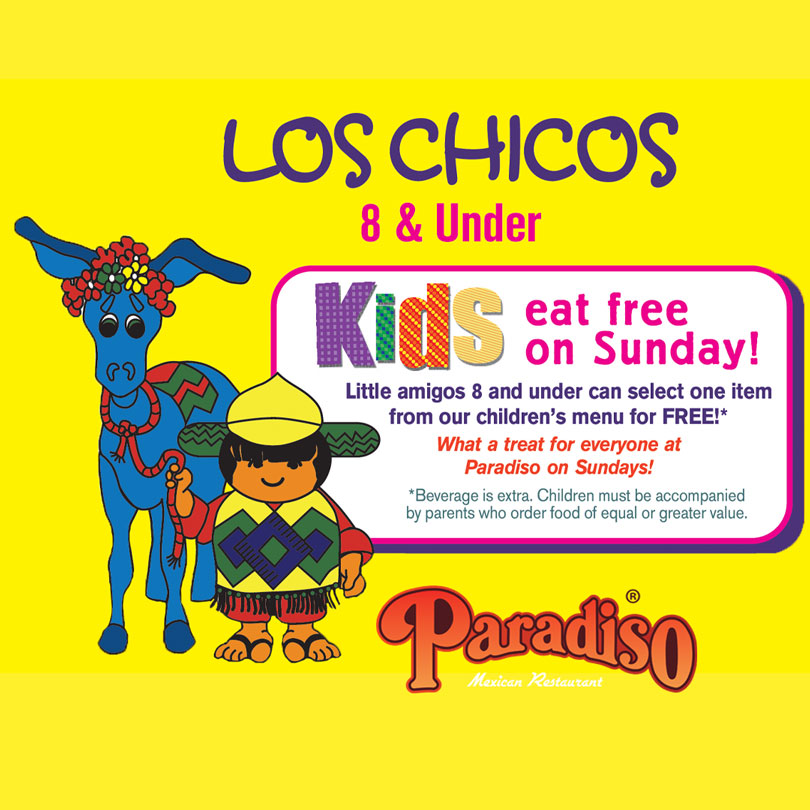 LOS CHICOS
8 & Under
Kids eat free
on Sunday!
Little amigos 8 and under can select one item
from our children's menu for FREE!*
What a treat for everyone at
Paradiso on Sundays!
*Beverage is extra. Children must be accompanied
by parents who order food of equal or greater value.
Paradiso®
Mexican Restaurant